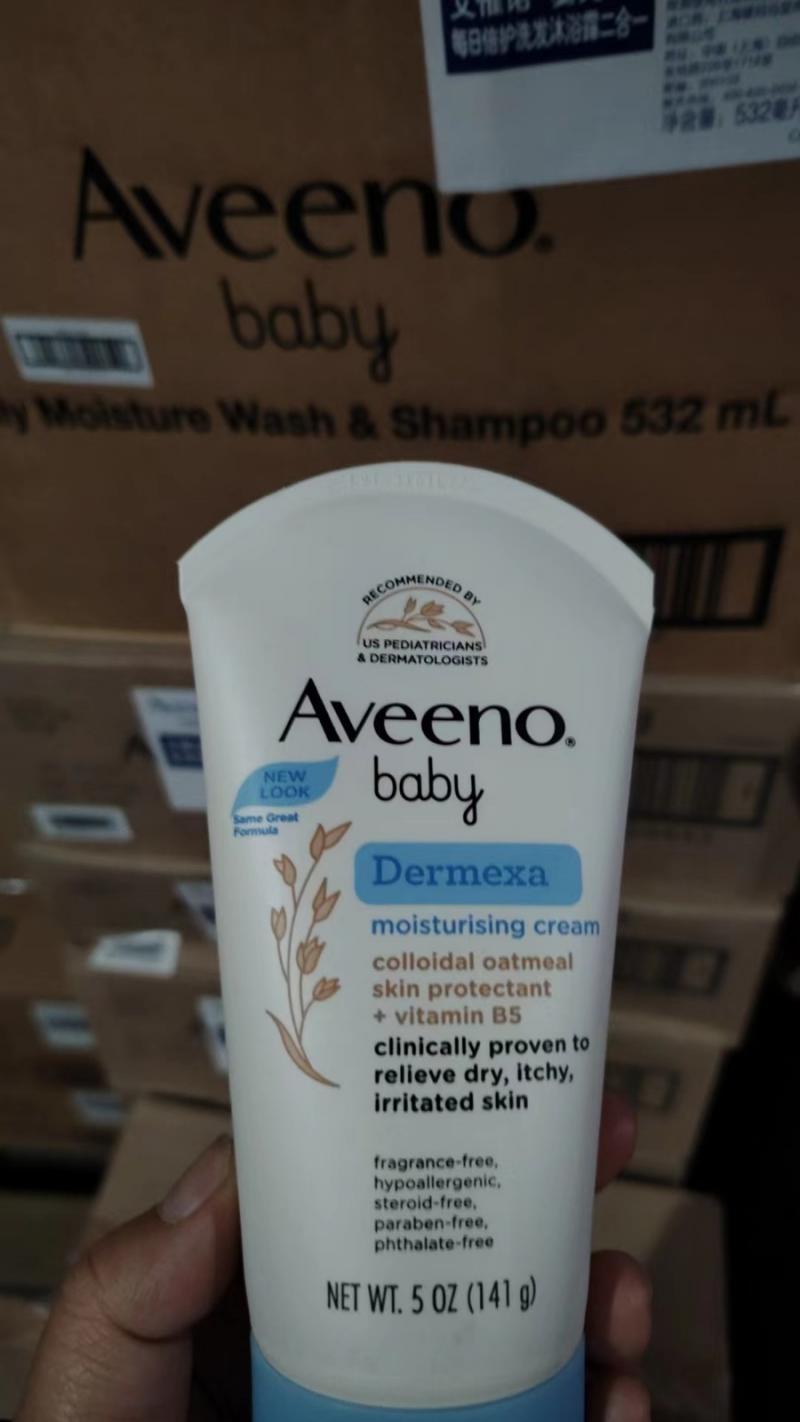 每日倍护洗发沐浴露二合一
净含量：532毫升
Aveeno.
baby
Moisture Wash & Shampoo 532 mL
RECOMMENDED BY
US PEDIATRICIANS
& DERMATOLOGISTS
Aveeno®
baby
NEW
LOOK
Same Great
Formula
Dermexa
moisturising cream
colloidal oatmeal
skin protectant
+ vitamin B5
clinically proven to
relieve dry, itchy,
irritated skin
fragrance-free,
hypoallergenic,
steroid-free,
paraben-free,
phthalate-free
NET WT. 5 OZ (141 g)